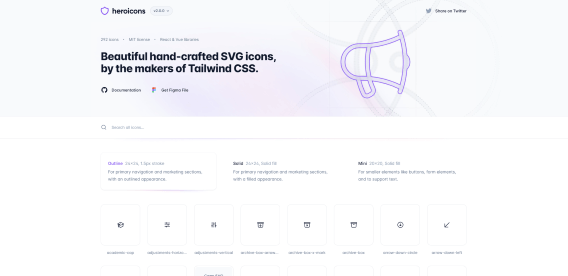 heroicons v2.0.0
Share on Twitter
292 icons • MIT license • React & Vue libraries
Beautiful hand-crafted SVG icons,
by the makers of Tailwind CSS.
Documentation Get Figma File
Search all icons...
Outline 24x24, 1.5px stroke
For primary navigation and marketing sections,
with an outlined appearance.
Solid 24x24, Solid fill
For primary navigation and marketing sections,
with a filled appearance.
Mini 20x20, Solid fill
For smaller elements like buttons, form elements,
and to support text.
academic-cap adjustments-horizon... adjustments-vertical archive-box-arrow... archive-box-x-mark archive-box arrow-down-circle arrow-down-left